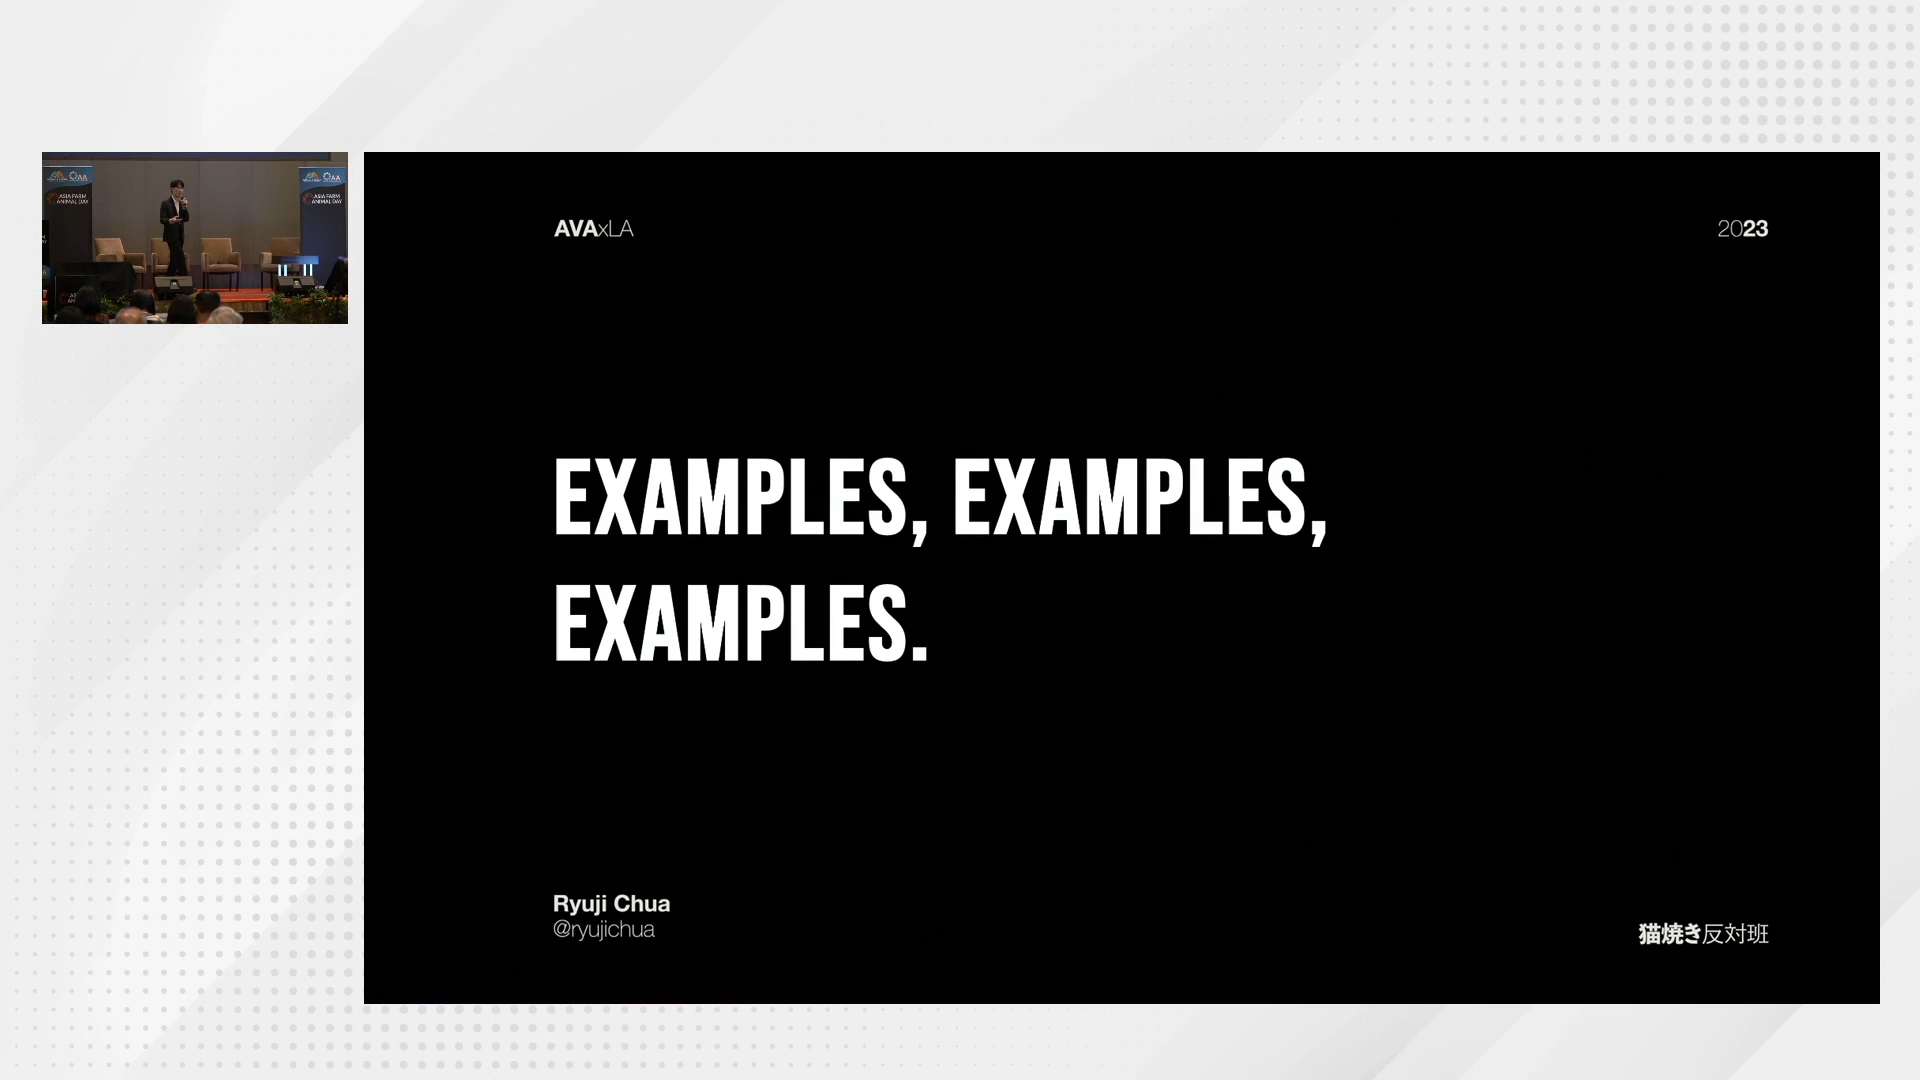 ASIA FARM
ANIMAL DAY
ASIA FARM
ANIMAL DAY
AVAxLA
2023
EXAMPLES, EXAMPLES,
EXAMPLES.
Ryuji Chua
@ryujichua
猫焼き反対班